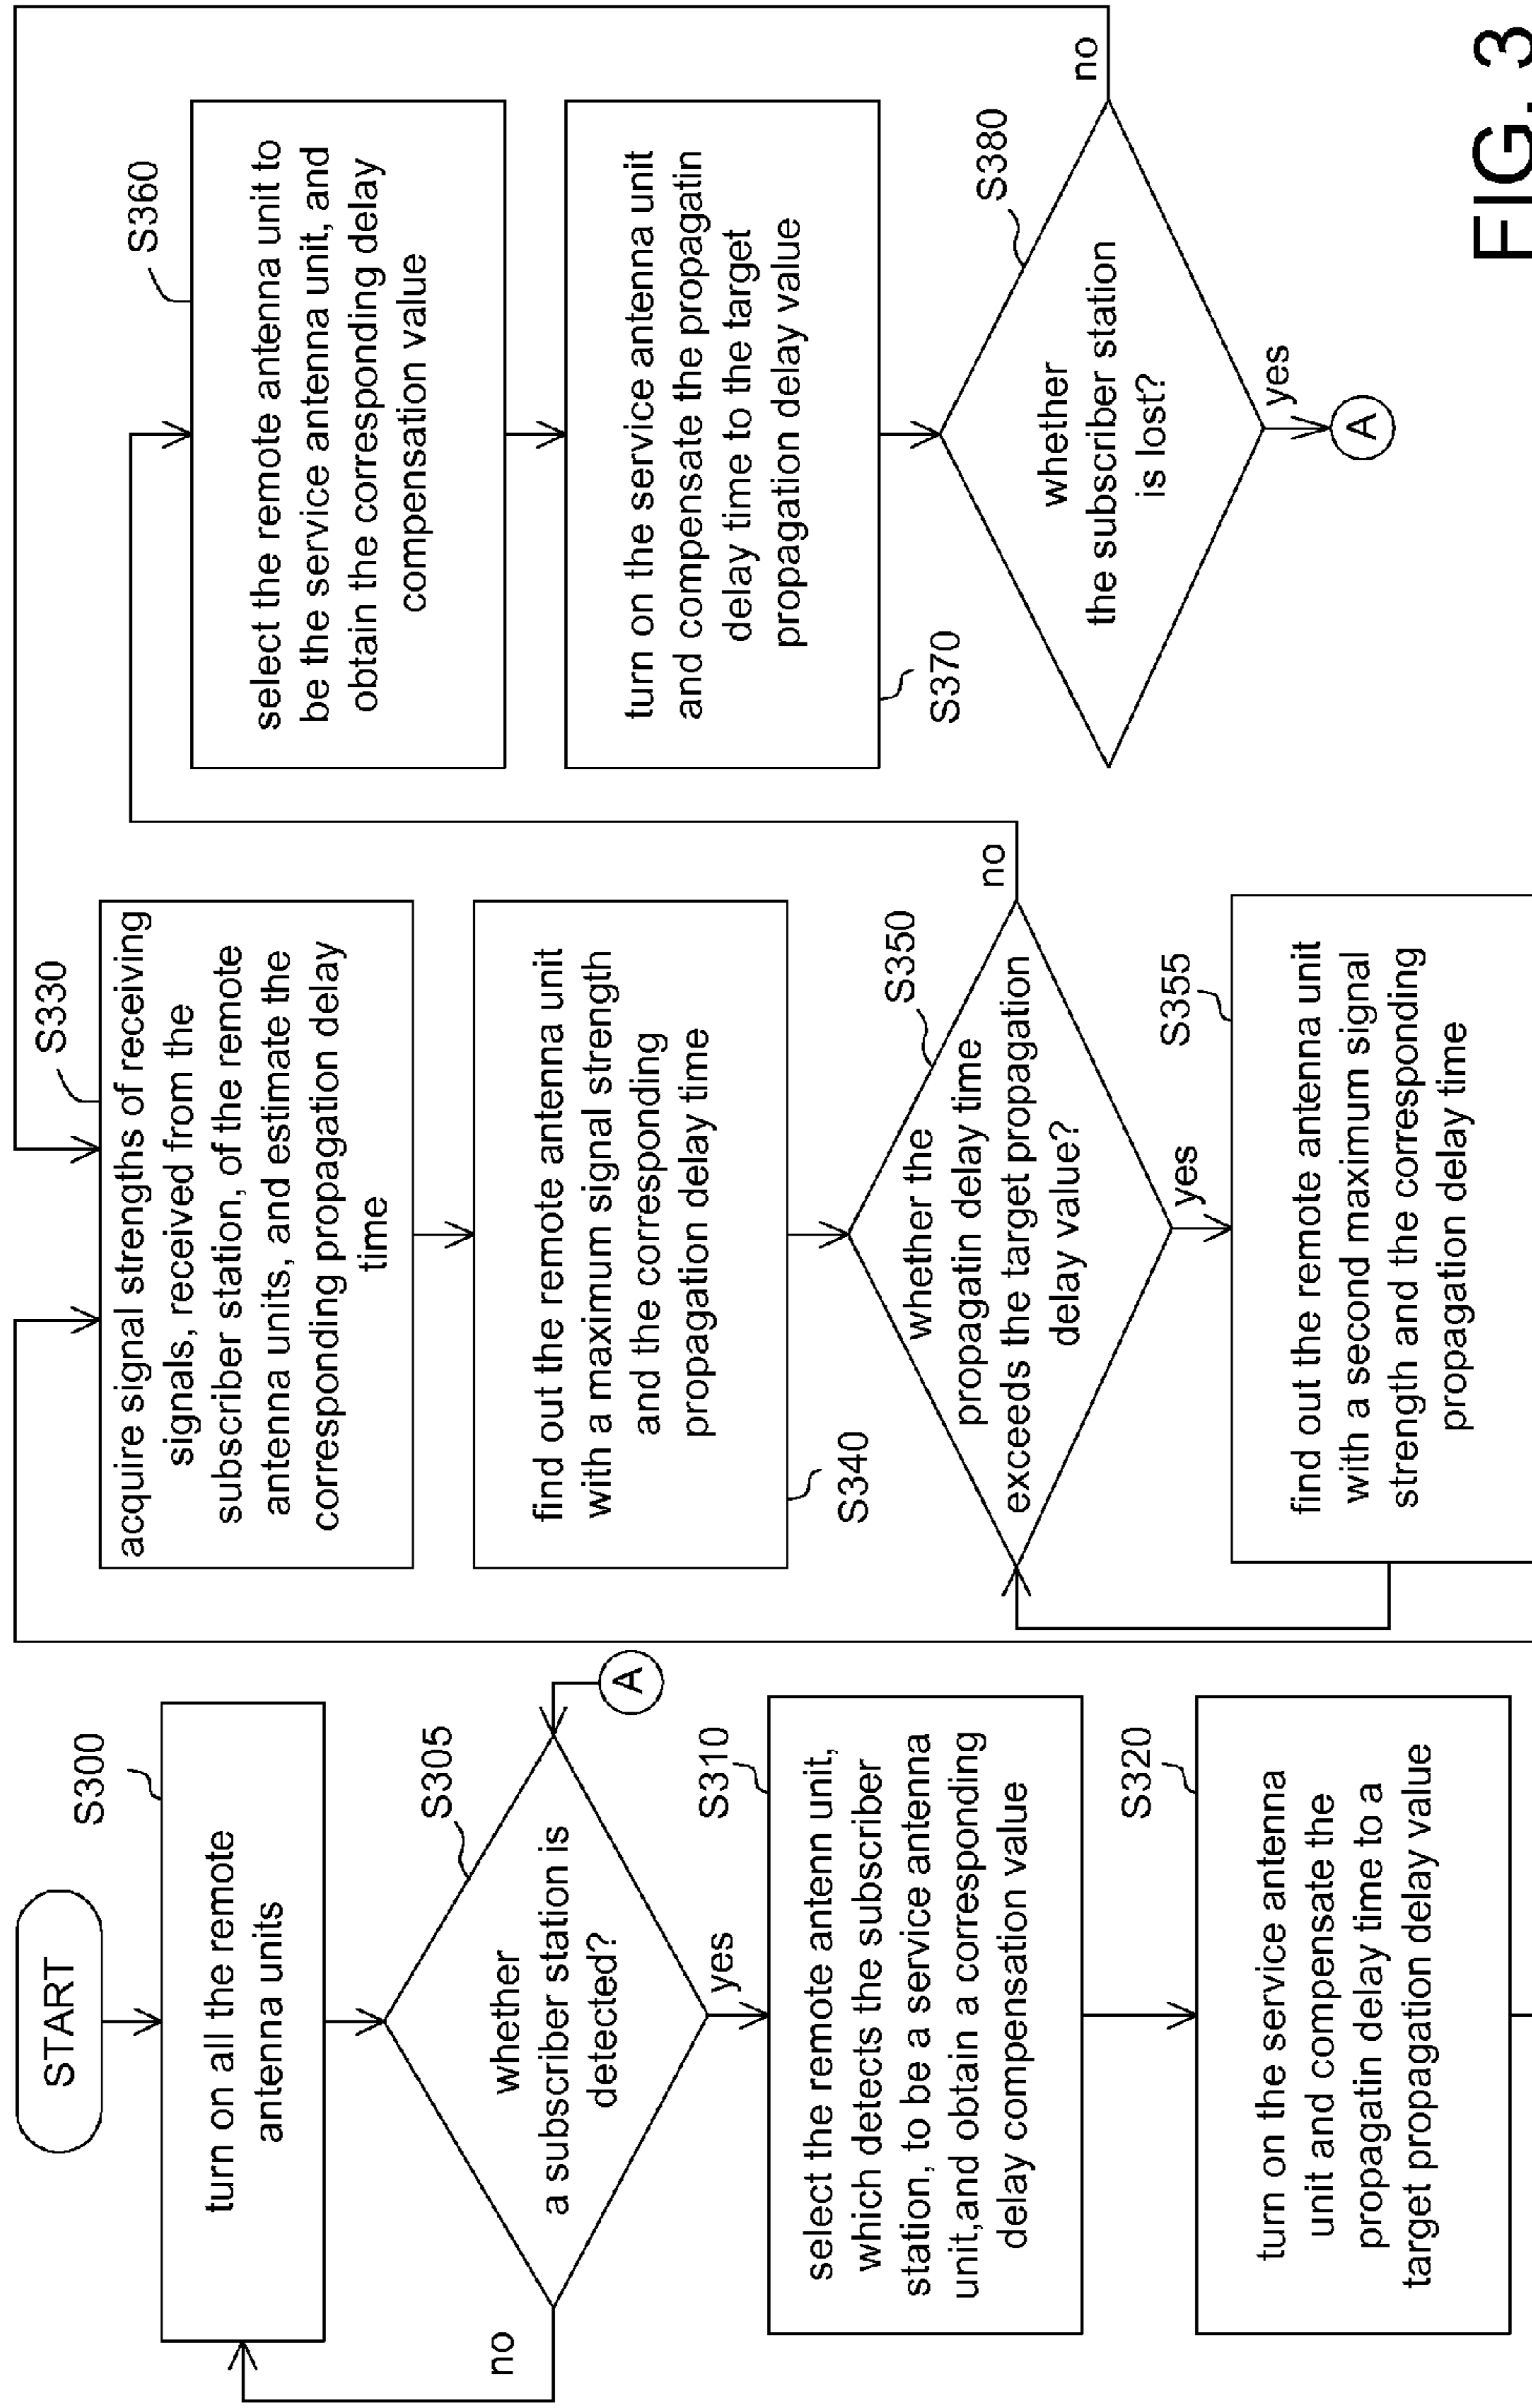 START
S300
turn on all the remote
antenna units
S305
whether
a subscriber station is
detected?
no
yes
A
S310
select the remote antenn unit,
which detects the subscriber
station, to be a service antenna
unit,and obtain a corresponding
delay compensation value
S320
turn on the service antenna
unit and compensate the
propagatin delay time to a
target propagation delay value
S330
acquire signal strengths of receiving
signals, received from the
subscriber station, of the remote
antenna units, and estimate the
corresponding propagation delay
time
find out the remote antenna unit
with a maximum signal strength
and the corresponding
propagation delay time
S340
S350
whether the
propagatin delay time
exceeds the target propagation
delay value?
no
yes
S355
find out the remote antenna unit
with a second maximum signal
strength and the corresponding
propagation delay time
S360
select the remote antenna unit to
be the service antenna unit, and
obtain the corresponding delay
compensation value
turn on the service antenna unit
and compensate the propagatin
delay time to the target
propagation delay value
S370
S380
whether
the subscriber station
is lost?
no
yes
A
FIG. 3